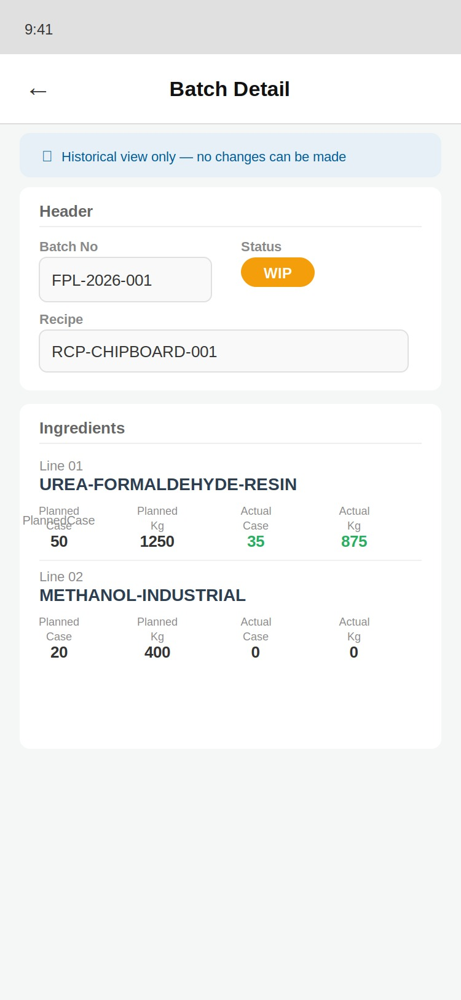 9:41
← Batch Detail
Historical view only — no changes can be made
Header
Batch No Status
FPL-2026-001 WIP
Recipe
RCP-CHIPBOARD-001
Ingredients
Line 01
UREA-FORMALDEHYDE-RESIN
Planned Planned Actual Actual
PlannedCase
Case Kg Case Kg
50 1250 35 875
Line 02
METHANOL-INDUSTRIAL
Planned Planned Actual Actual
Case Kg Case Kg
20 400 0 0